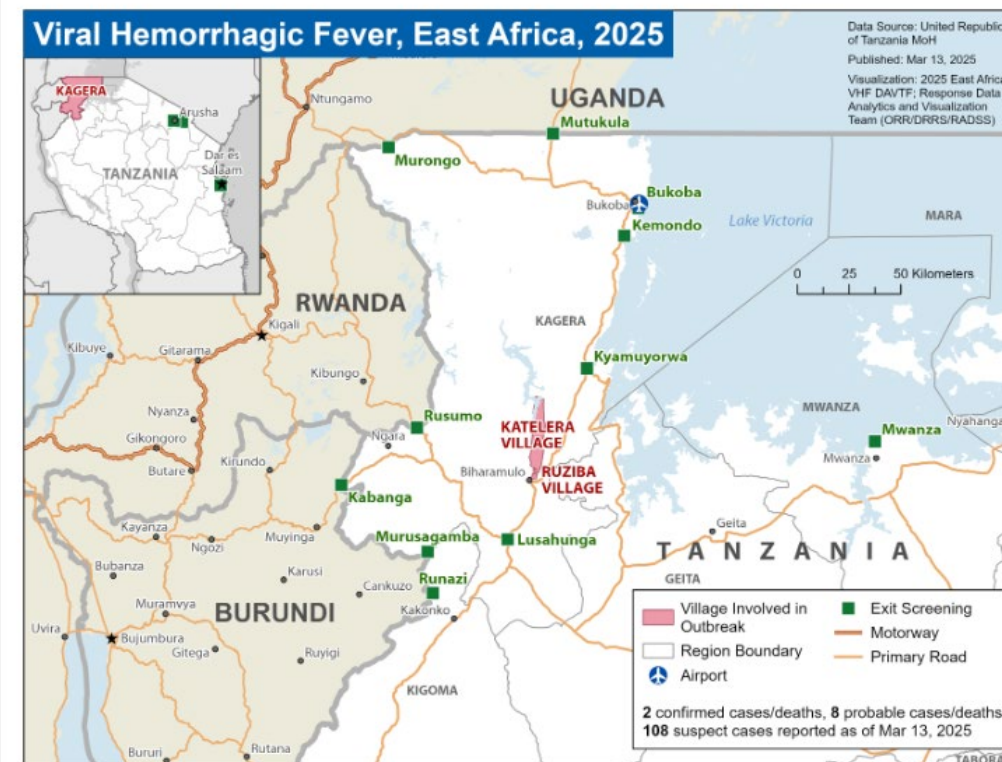 Viral Hemorrhagic Fever, East Africa, 2025
Data Source: United Republic
of Tanzania MoH
Published: Mar 13, 2025
Visualization: 2025 East Africa
VHF DAVTF; Response Data
Analytics and Visualization
Team (ORR/DRRS/RADSS)
KAGERA
Arusha
TANZANIA
Dar es
Salaam
Ntungamo
UGANDA
Mutukula
Murongo
Bukoba
Bukoba
Kemondo
Lake Victoria
MARA
0 25 50 Kilometers
RWANDA
KAGERA
Kigali
Kibuye
Gitarama
Kyamuyorwa
Kibungo
MWANZA
Nyanza
Rusumo
KATELERA
VILLAGE
Nyahanga
Mwanza
Gikongoro
Ngara
Mwanza
Butare
Kirundo
Biharamulo
RUZIBA
VILLAGE
Kabanga
Kayanza
Ngozi
Muyinga
Murusagamba
Lusahunga
Geita
TANZANIA
Bubanza
Karusi
Cankuzo
Runazi
GEITA
Muramvya
BURUNDI
Kakonko
Uvira
Bujumbura
Gitega
Ruyigi
KIGOMA
Bururi
Rutana
Village Involved in
Outbreak
Region Boundary
Airport
Exit Screening
Motorway
Primary Road
2 confirmed cases/deaths, 8 probable cases/deaths,
108 suspect cases reported as of Mar 13, 2025
TABORA